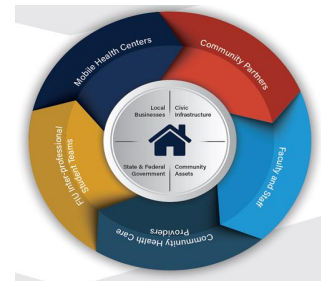 Mobile Health Centers
Community Partners
Local
Businesses
Civic
Infrastructure
State & Federal
Government
Community
Assets
FIU Inter-professional
Student Teams
Faculty and Staff
Community Health Care
Providers